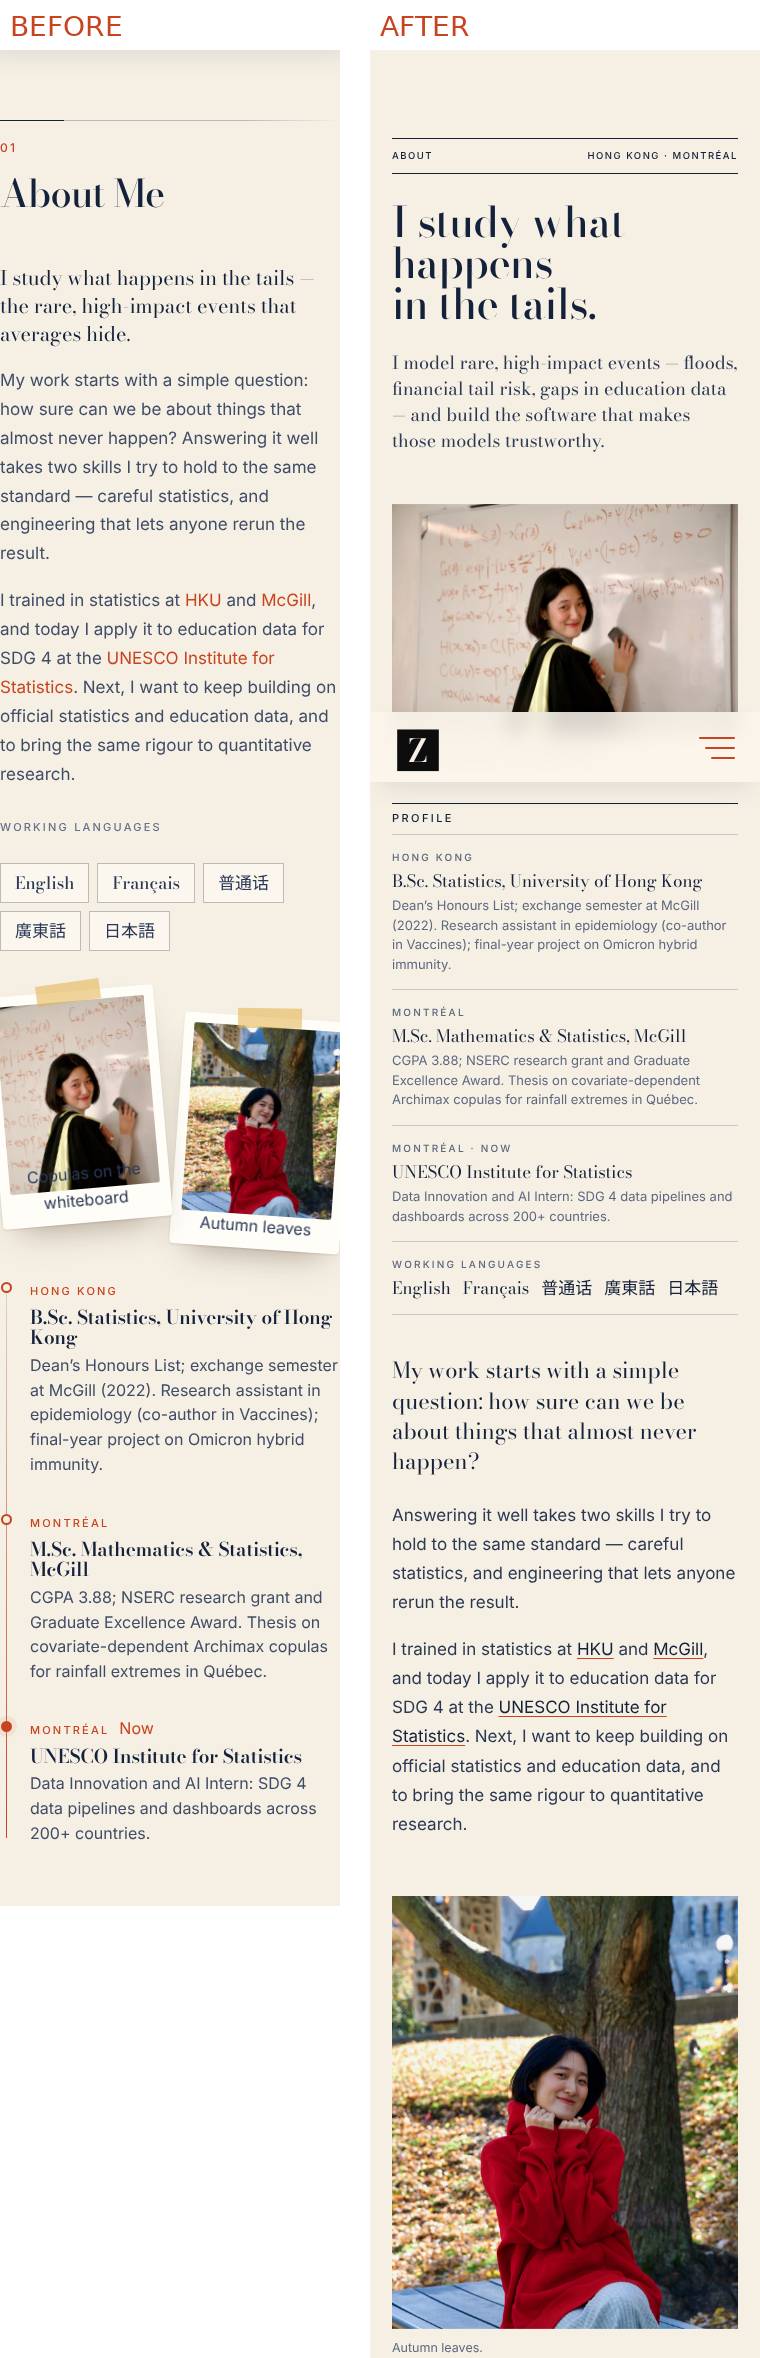 BEFORE
01
About Me
I study what happens in the tails —
the rare, high-impact events that
averages hide.
My work starts with a simple question:
how sure can we be about things that
almost never happen? Answering it well
takes two skills I try to hold to the same
standard — careful statistics, and
engineering that lets anyone rerun the
result.
I trained in statistics at HKU and McGill,
and today I apply it to education data for
SDG 4 at the UNESCO Institute for
Statistics. Next, I want to keep building on
official statistics and education data, and
to bring the same rigour to quantitative
research.
WORKING LANGUAGES
English Français 普通话
廣東話 日本語
Copulas on the
whiteboard
Autumn leaves
HONG KONG
B.Sc. Statistics, University of Hong
Kong
Dean’s Honours List; exchange semester
at McGill (2022). Research assistant in
epidemiology (co-author in Vaccines);
final-year project on Omicron hybrid
immunity.
MONTRÉAL
M.Sc. Mathematics & Statistics,
McGill
CGPA 3.88; NSERC research grant and
Graduate Excellence Award. Thesis on
covariate-dependent Archimax copulas
for rainfall extremes in Québec.
MONTRÉAL Now
UNESCO Institute for Statistics
Data Innovation and AI Intern: SDG 4
data pipelines and dashboards across
200+ countries.
AFTER
ABOUT HONG KONG · MONTRÉAL
I study what
happens
in the tails.
I model rare, high-impact events — floods,
financial tail risk, gaps in education data
— and build the software that makes
those models trustworthy.
Z
PROFILE
HONG KONG
B.Sc. Statistics, University of Hong Kong
Dean’s Honours List; exchange semester at McGill
(2022). Research assistant in epidemiology (co-author
in Vaccines); final-year project on Omicron hybrid
immunity.
MONTRÉAL
M.Sc. Mathematics & Statistics, McGill
CGPA 3.88; NSERC research grant and Graduate
Excellence Award. Thesis on covariate-dependent
Archimax copulas for rainfall extremes in Québec.
MONTRÉAL · NOW
UNESCO Institute for Statistics
Data Innovation and AI Intern: SDG 4 data pipelines and
dashboards across 200+ countries.
WORKING LANGUAGES
English Français 普通话 廣東話 日本語
My work starts with a simple
question: how sure can we be
about things that almost never
happen?
Answering it well takes two skills I try to
hold to the same standard — careful
statistics, and engineering that lets anyone
rerun the result.
I trained in statistics at HKU and McGill,
and today I apply it to education data for
SDG 4 at the UNESCO Institute for
Statistics. Next, I want to keep building on
official statistics and education data, and
to bring the same rigour to quantitative
research.
Autumn leaves.